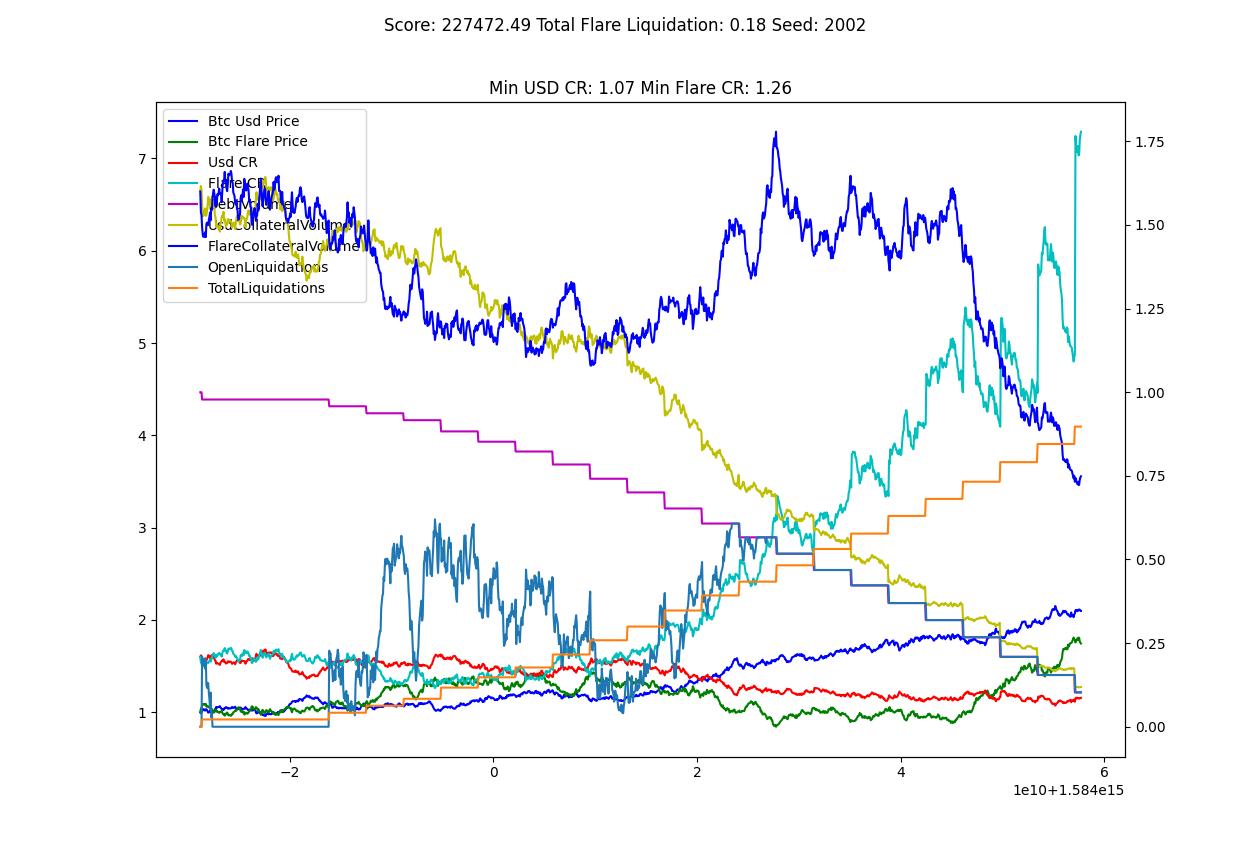 Score: 227472.49 Total Flare Liquidation: 0.18 Seed: 2002
Min USD CR: 1.07 Min Flare CR: 1.26
Btc Usd Price
Btc Flare Price
Usd CR
Flare CR
DebtVolume
UsdCollateralVolume
FlareCollateralVolume
OpenLiquidations
TotalLiquidations
7
6
5
4
3
2
1
1.75
1.50
1.25
1.00
0.75
0.50
0.25
0.00
−2
0
2
4
6
1e10+1.584e15